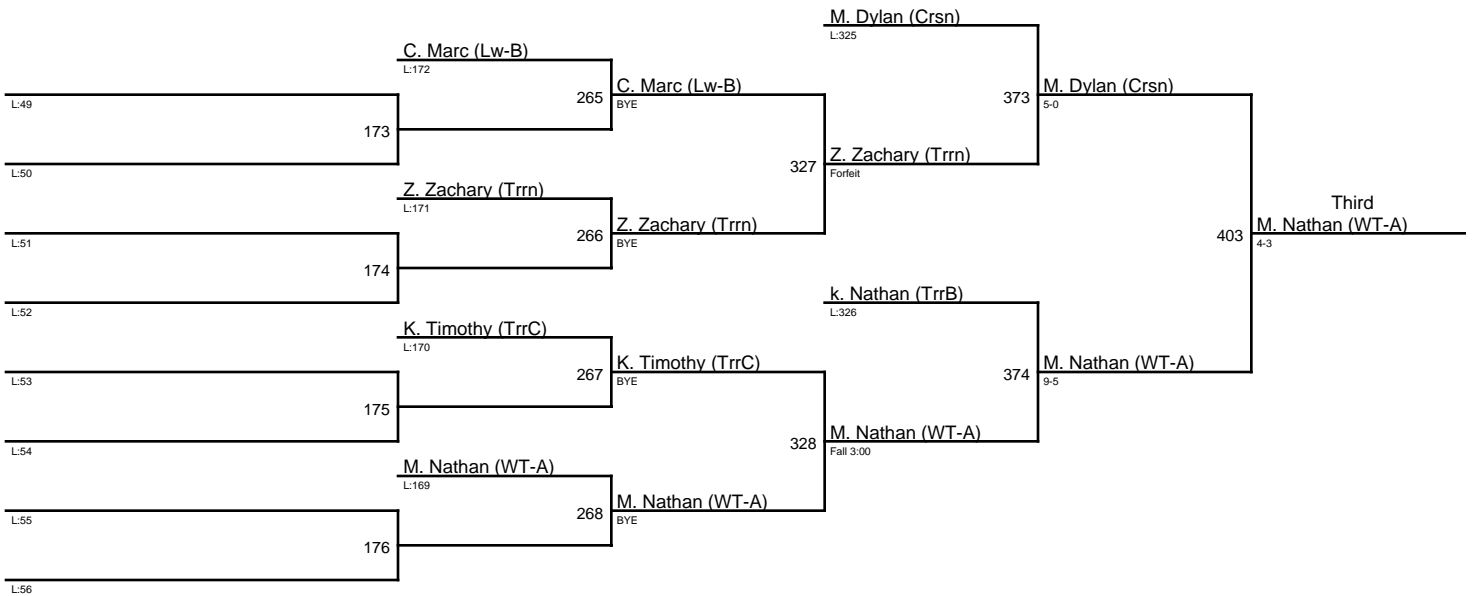 M. Dylan (Crsn)
L:325
C. Marc (Lw-B)
L:172
C. Marc (Lw-B)
BYE
265
373
M. Dylan (Crsn)
5-0
L:49
173
L:50
327
Z. Zachary (Trrn)
Forfeit
Z. Zachary (Trrn)
L:171
266
Z. Zachary (Trrn)
BYE
L:51
174
L:52
Third
403
M. Nathan (WT-A)
4-3
k. Nathan (TrrB)
L:326
K. Timothy (TrrC)
L:170
267
K. Timothy (TrrC)
BYE
374
M. Nathan (WT-A)
9-5
L:53
175
L:54
328
M. Nathan (WT-A)
Fall 3:00
M. Nathan (WT-A)
L:169
268
M. Nathan (WT-A)
BYE
L:55
176
L:56